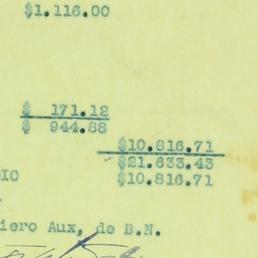 $1.116.00
$ 171.12
$ 944.88
$10.816.71
$21.633.43
DIO $10.816.71
iero Aux, de B.N.